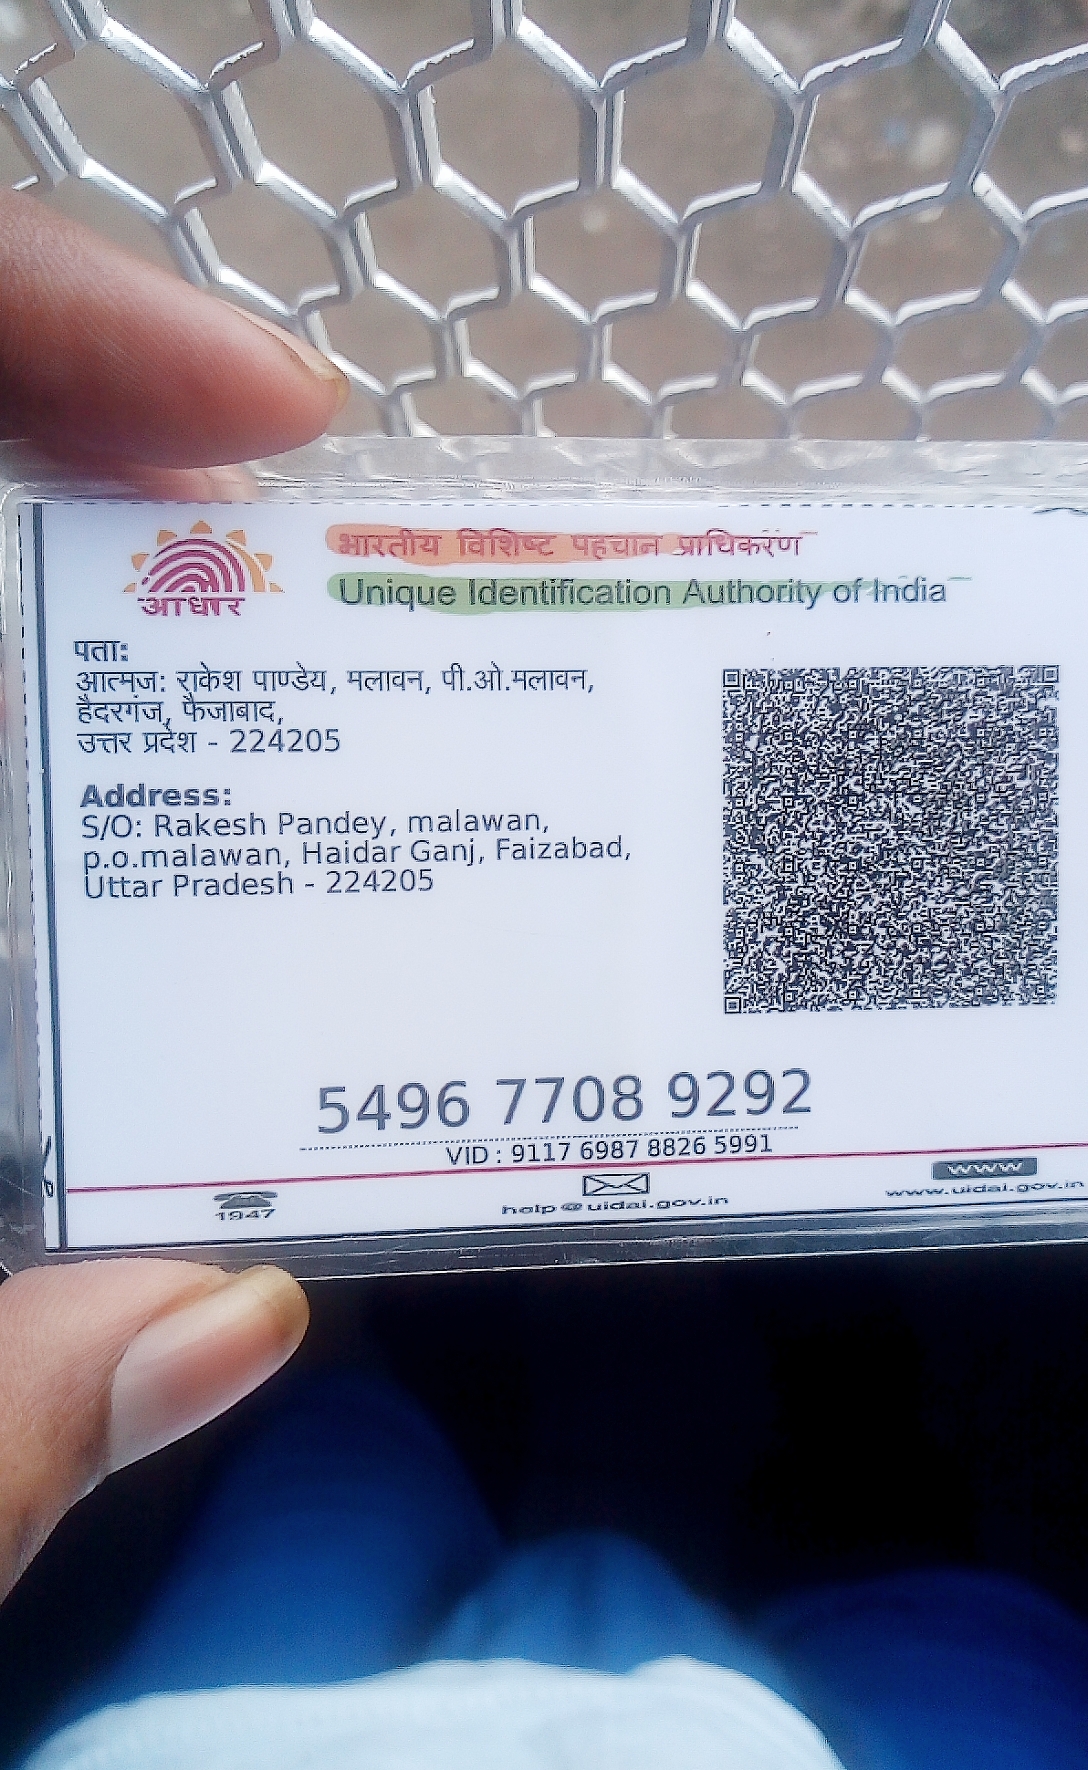 आधार
भारतीय विशिष्ट पहचान प्राधिकरण
Unique Identification Authority of India
पता:
आत्मज: राकेश पाण्डेय, मलावन, पी.ओ.मलावन,
हैदरगंज, फैजाबाद,
उत्तर प्रदेश - 224205
Address:
S/O: Rakesh Pandey, malawan,
p.o.malawan, Haidar Ganj, Faizabad,
Uttar Pradesh - 224205
5496 7708 9292
VID : 9117 6987 8826 5991
1947
help@uidai.gov.in
www
www.uidai.gov.in